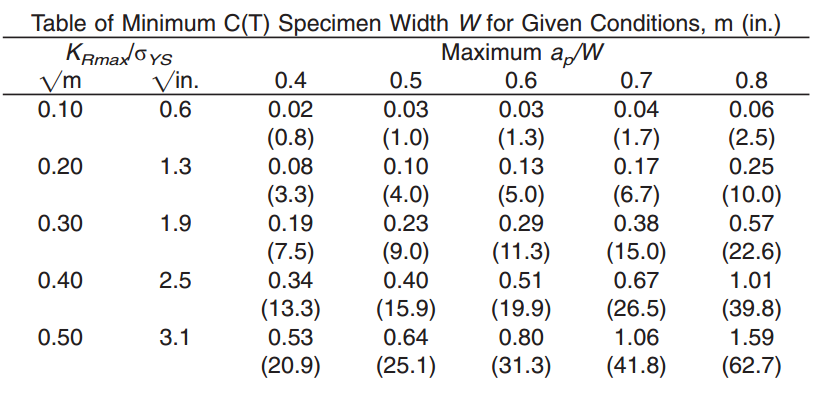 Table of Minimum C(T) Specimen Width W for Given Conditions, m (in.)
K_Rmax/σ_YS Maximum a_p/W
√m √in. 0.4 0.5 0.6 0.7 0.8
0.10 0.6 0.02 0.03 0.03 0.04 0.06
(0.8) (1.0) (1.3) (1.7) (2.5)
0.20 1.3 0.08 0.10 0.13 0.17 0.25
(3.3) (4.0) (5.0) (6.7) (10.0)
0.30 1.9 0.19 0.23 0.29 0.38 0.57
(7.5) (9.0) (11.3) (15.0) (22.6)
0.40 2.5 0.34 0.40 0.51 0.67 1.01
(13.3) (15.9) (19.9) (26.5) (39.8)
0.50 3.1 0.53 0.64 0.80 1.06 1.59
(20.9) (25.1) (31.3) (41.8) (62.7)